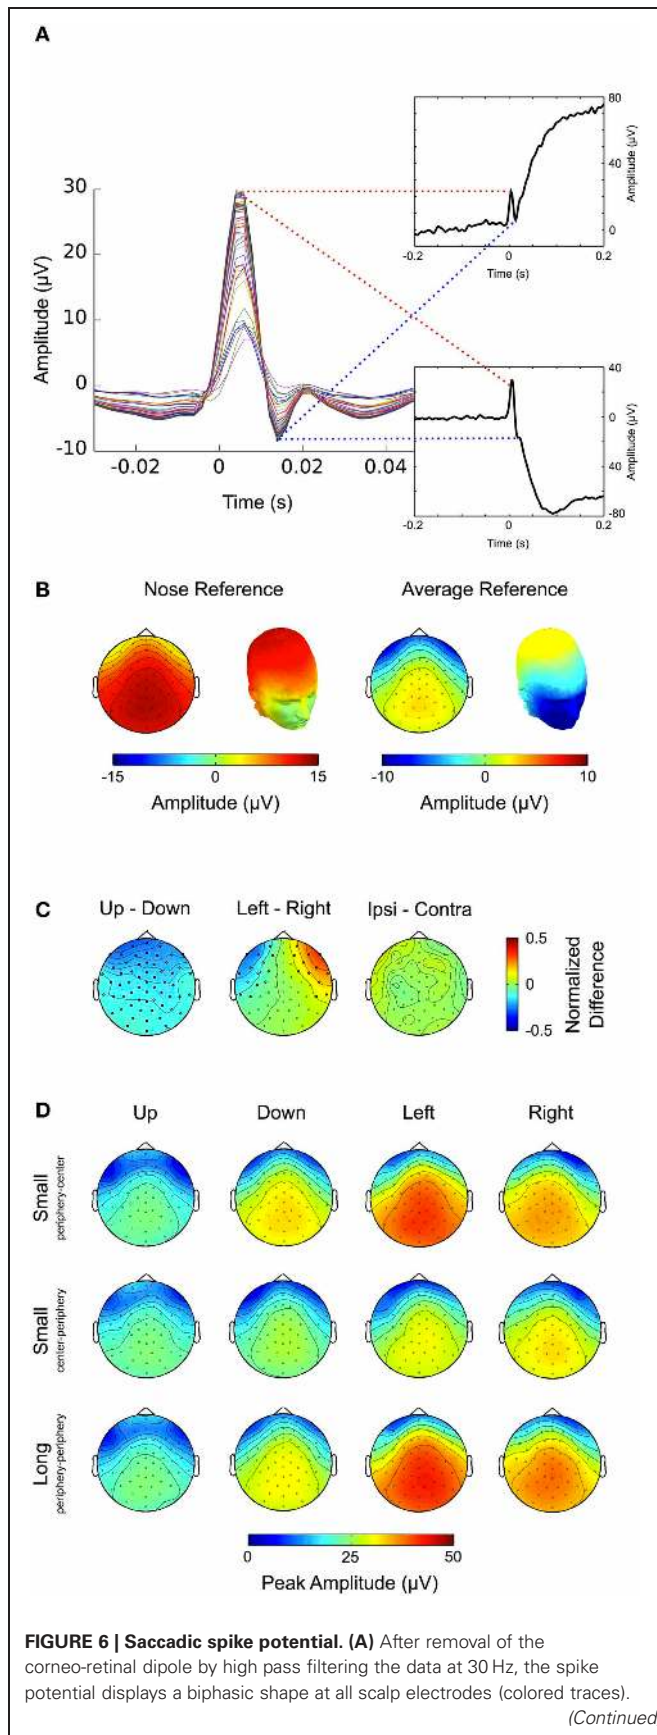 A
80
40
0
Amplitude (µV)
-0.2 0 0.2
Time (s)
30
20
10
0
-10
Amplitude (µV)
-0.02 0 0.02 0.04
Time (s)
40
0
40
-80
Amplitude (µV)
-0.2 0 0.2
Time (s)
B
Nose Reference Average Reference
-15 0 15
Amplitude (µV)
-10 0 10
Amplitude (µV)
C
Up - Down Left - Right Ipsi - Contra
0.5
0
-0.5
Normalized
Difference
D
Up Down Left Right
Small
periphery-center
Small
center-periphery
Long
periphery-periphery
0 25 50
Peak Amplitude (µV)
FIGURE 6 | Saccadic spike potential. (A) After removal of the
corneo-retinal dipole by high pass filtering the data at 30 Hz, the spike
potential displays a biphasic shape at all scalp electrodes (colored traces).
(Continued